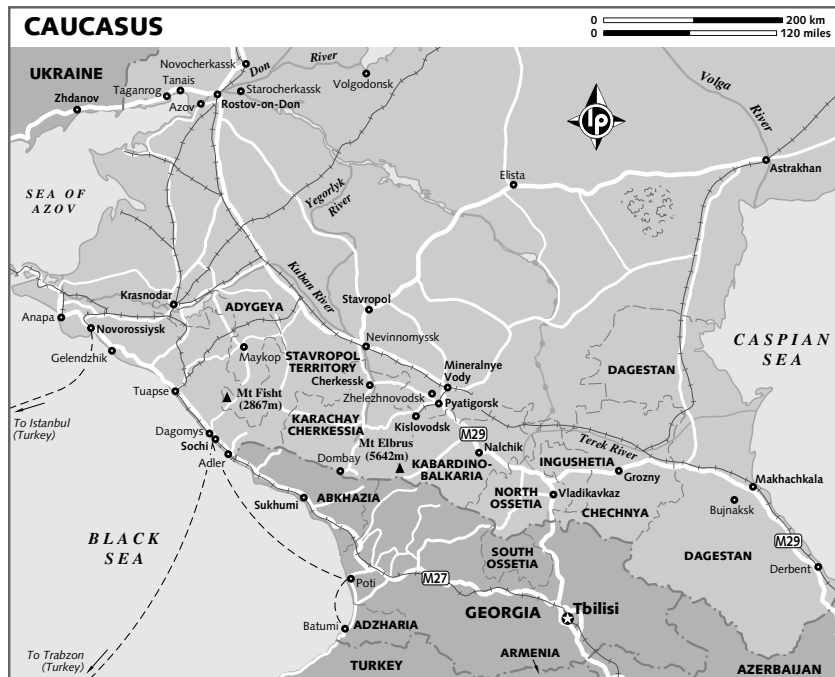 CAUCASUS
0 200 km
0 120 miles
UKRAINE
Novocherkassk
Don
River
Tanais
Taganrog
Starocherkassk
Volgodonsk
Zhdanov
Azov
Rostov-on-Don
Volga
River
lp
Astrakhan
Elista
SEA OF
AZOV
Yegorlyk
River
Kuban River
Krasnodar
ADYGEYA
Stavropol
Anapa
Novorossiysk
Gelendzhik
Maykop
STAVROPOL
TERRITORY
Nevinnomyssk
Cherkessk
Mineralnye
Vody
Zhelezhnovodsk
Pyatigorsk
DAGESTAN
CASPIAN
SEA
Tuapse
Mt Fisht
(2867m)
KARACHAY
CHERKESSIA
Kislovodsk
To Istanbul
(Turkey)
Dagomys
Sochi
Adler
Mt Elbrus
(5642m)
Dombay
M29
Nalchik
Terek River
KABARDINO-
BALKARIA
INGUSHETIA
Grozny
Makhachkala
Sukhumi
ABKHAZIA
NORTH
OSSETIA
Vladikavkaz
CHECHNYA
Bujnaksk
BLACK
SEA
SOUTH
OSSETIA
DAGESTAN
M29
Derbent
Poti
M27
GEORGIA
Tbilisi
Batumi
ADZHARIA
To Trabzon
(Turkey)
TURKEY
ARMENIA
AZERBAIJAN